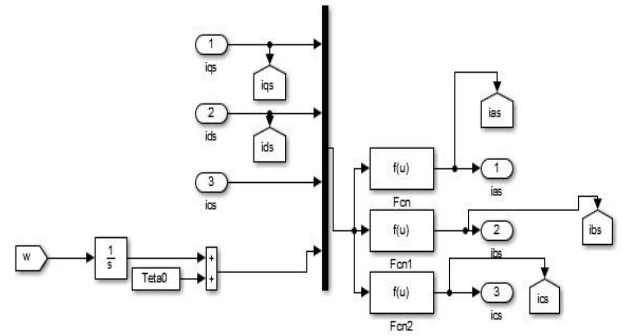 1
iqs
iqs
2
ids
ids
3
ios
w
1
s
Teta0
+
+
f(u)
Fcn
f(u)
Fcn1
f(u)
Fcn2
ias
1
ias
ibs
2
ibs
ics
3
ics